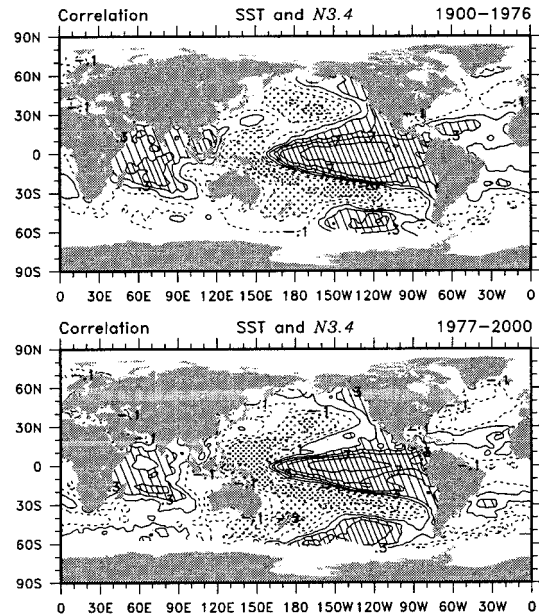 Correlation SST and N3.4 1900-1976
90N
60N
30N
0
30S
60S
90S
0 30E 60E 90E 120E 150E 180 150W 120W 90W 60W 30W 0
Correlation SST and N3.4 1977-2000
90N
60N
30N
0
30S
60S
90S
0 30E 60E 90E 120E 150E 180 150W 120W 90W 60W 30W 0